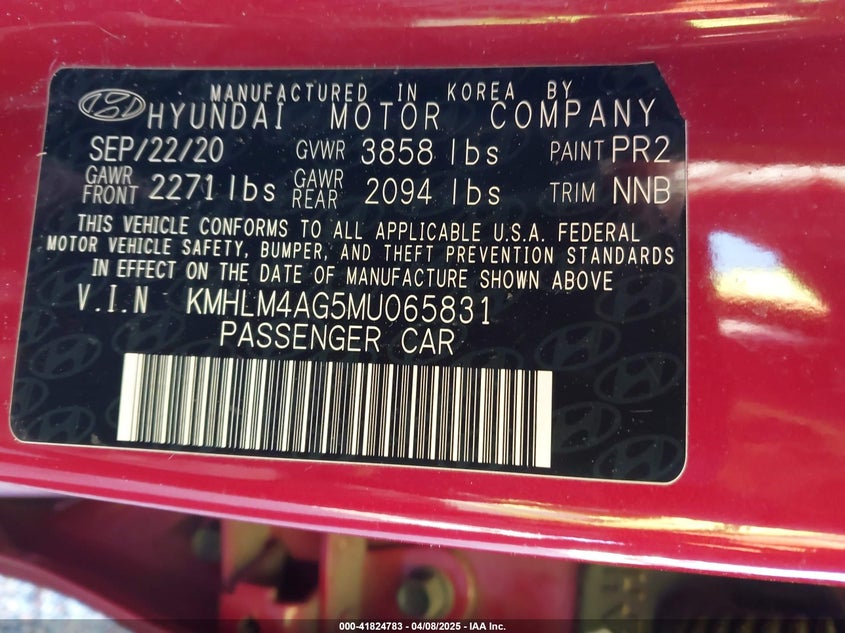 MANUFACTURED IN KOREA BY
HYUNDAI MOTOR COMPANY
SEP/22/20 GVWR 3858 lbs PAINT PR2
GAWR FRONT 2271 lbs GAWR REAR 2094 lbs TRIM NNB
THIS VEHICLE CONFORMS TO ALL APPLICABLE U.S.A. FEDERAL
MOTOR VEHICLE SAFETY, BUMPER, AND THEFT PREVENTION STANDARDS
IN EFFECT ON THE DATE OF MANUFACTURE SHOWN ABOVE
V.I.N KMHLM4AG5MU065831
PASSENGER CAR
000-41824783 - 04/08/2025 - IAA Inc.